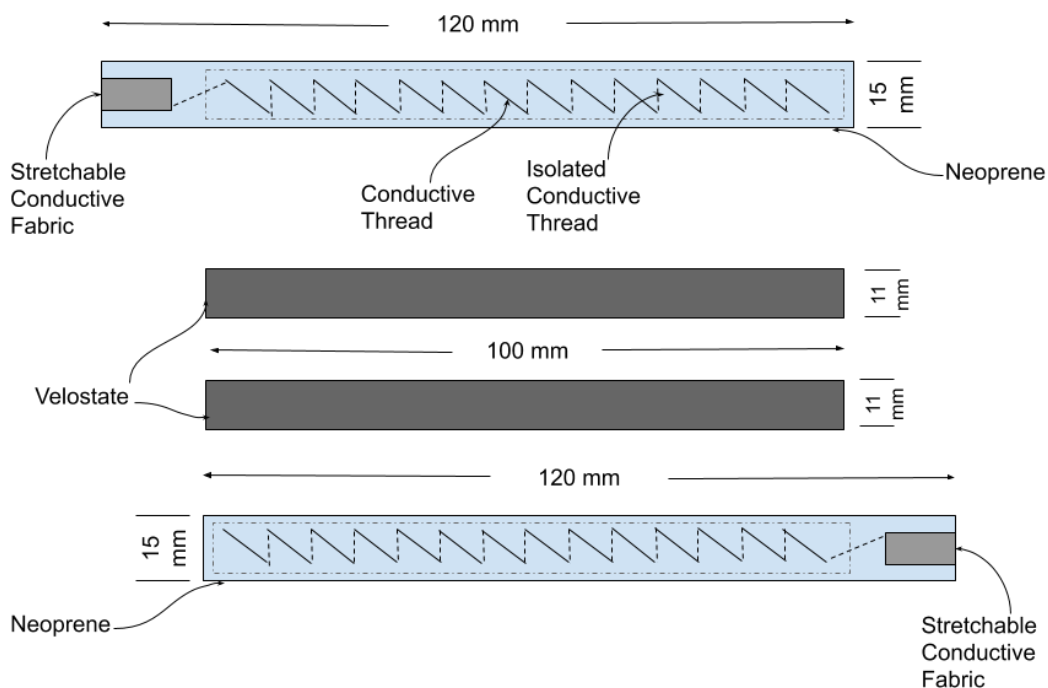 120 mm
15
mm
Stretchable
Conductive
Fabric
Conductive
Thread
Isolated
Conductive
Thread
Neoprene
11
mm
100 mm
Velostate
11
mm
120 mm
15
mm
Neoprene
Stretchable
Conductive
Fabric